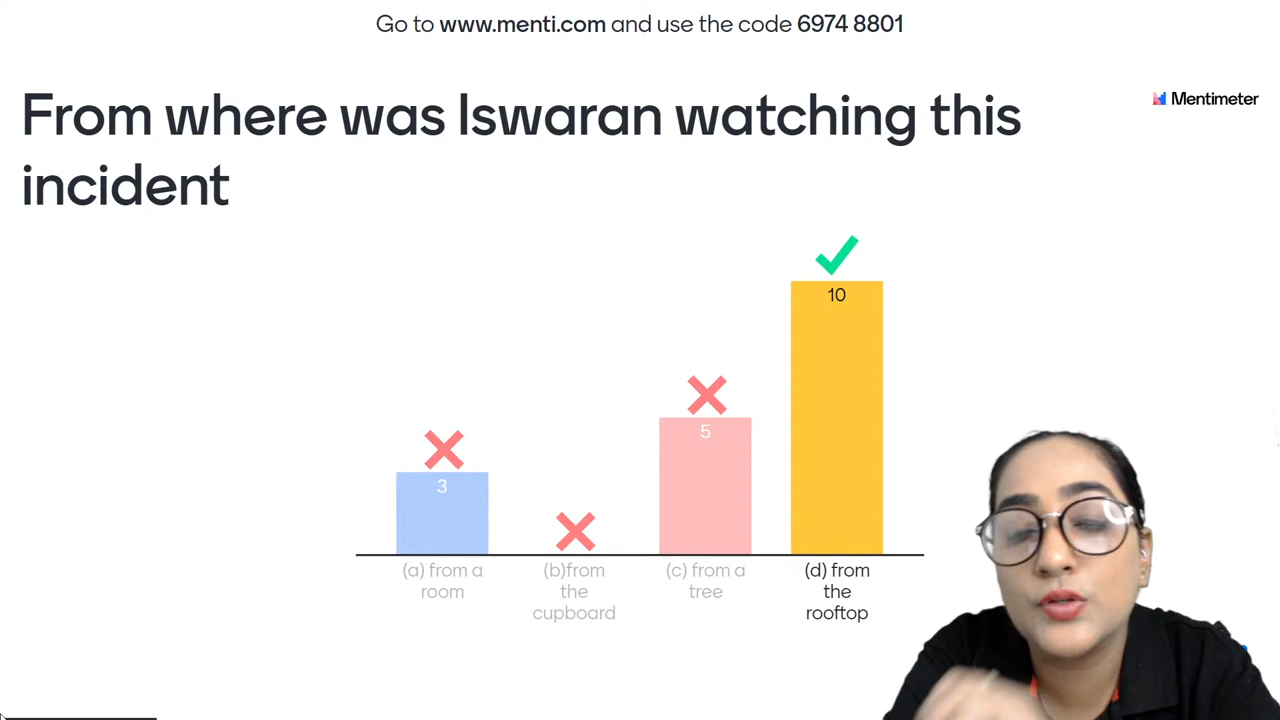 Go to www.menti.com and use the code 6974 8801
Mentimeter
From where was Iswaran watching this
incident
10
5
3
(a) from a
room
(b)from
the
cupboard
(c) from a
tree
(d) from
the
rooftop